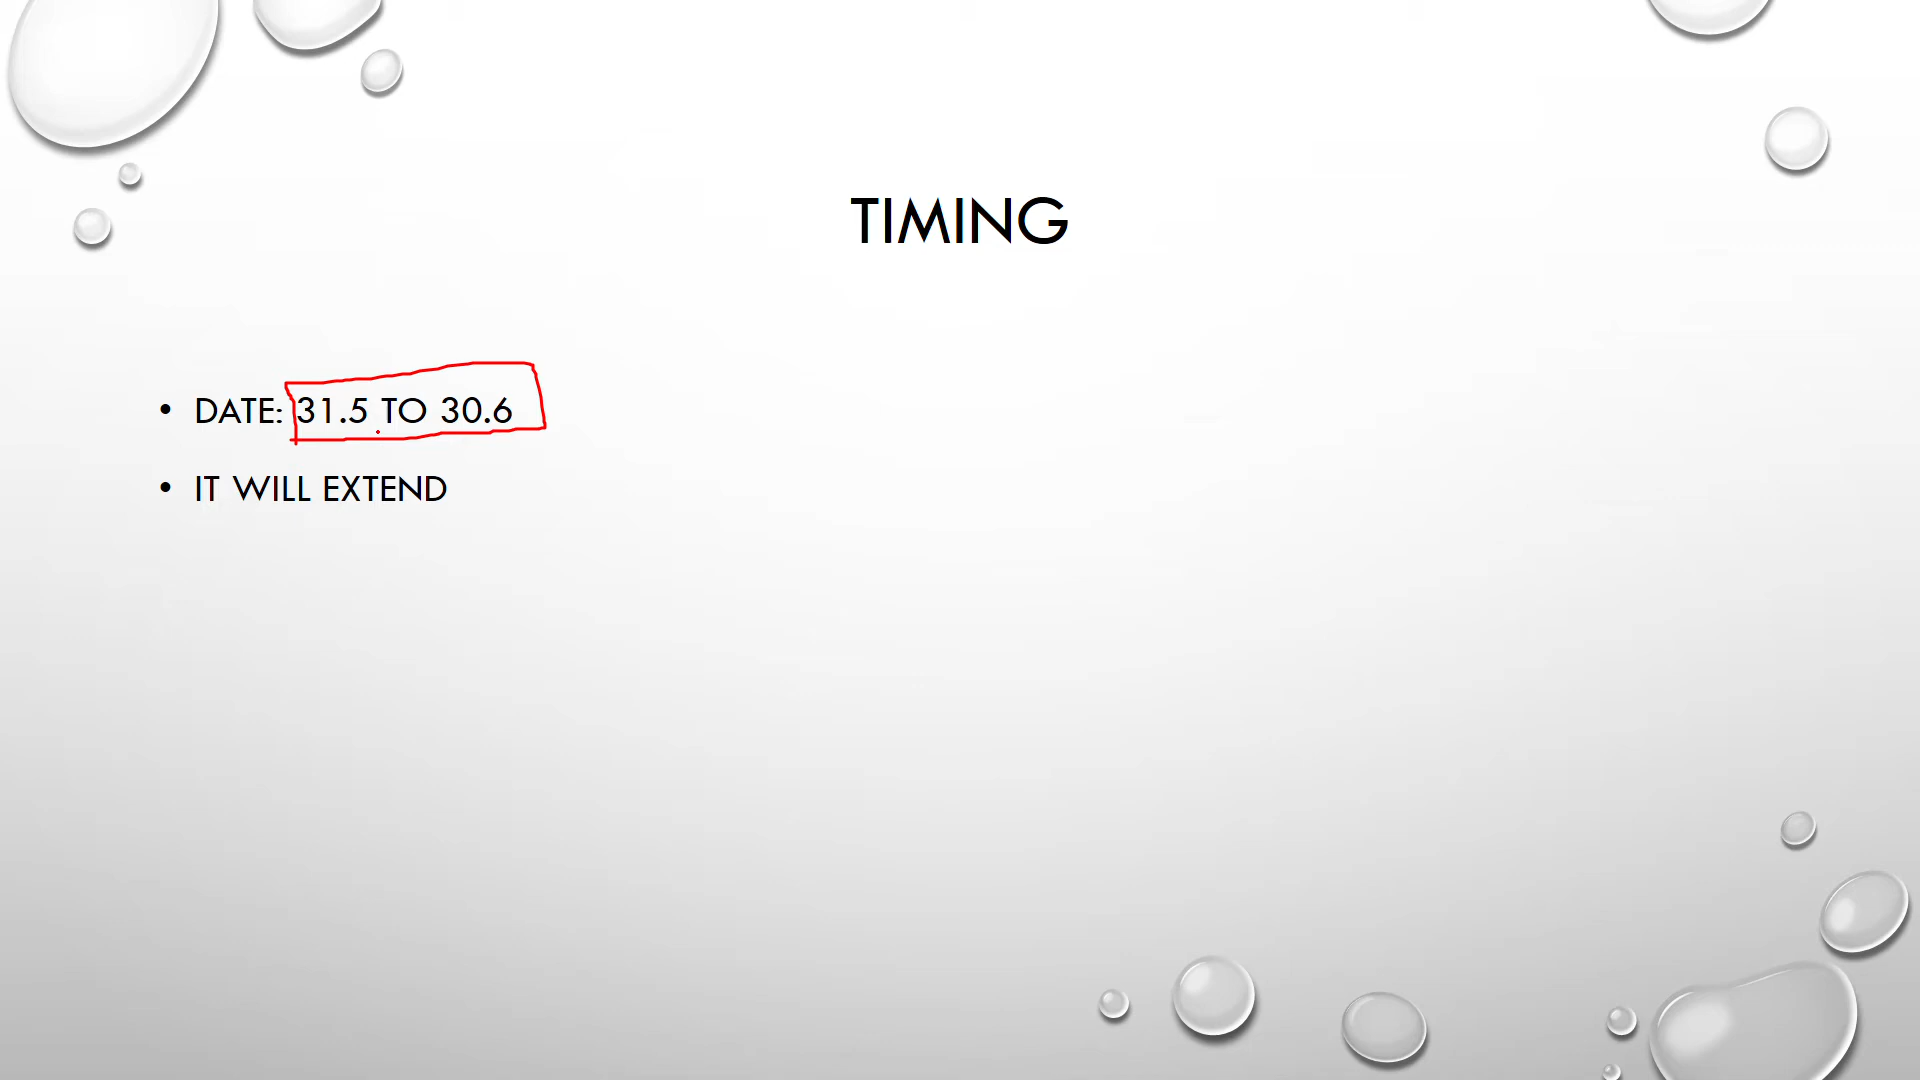 TIMING
• DATE: 31.5 TO 30.6
• IT WILL EXTEND